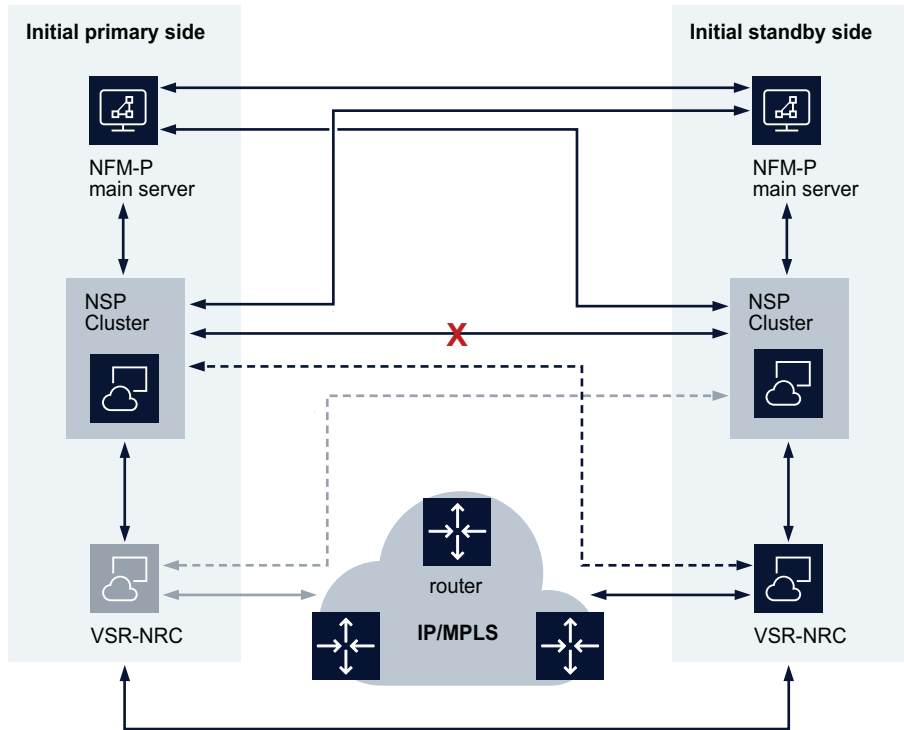 Initial primary side
Initial standby side
NFM-P
main server
NFM-P
main server
NSP
Cluster
NSP
Cluster
X
router
IP/MPLS
VSR-NRC
VSR-NRC